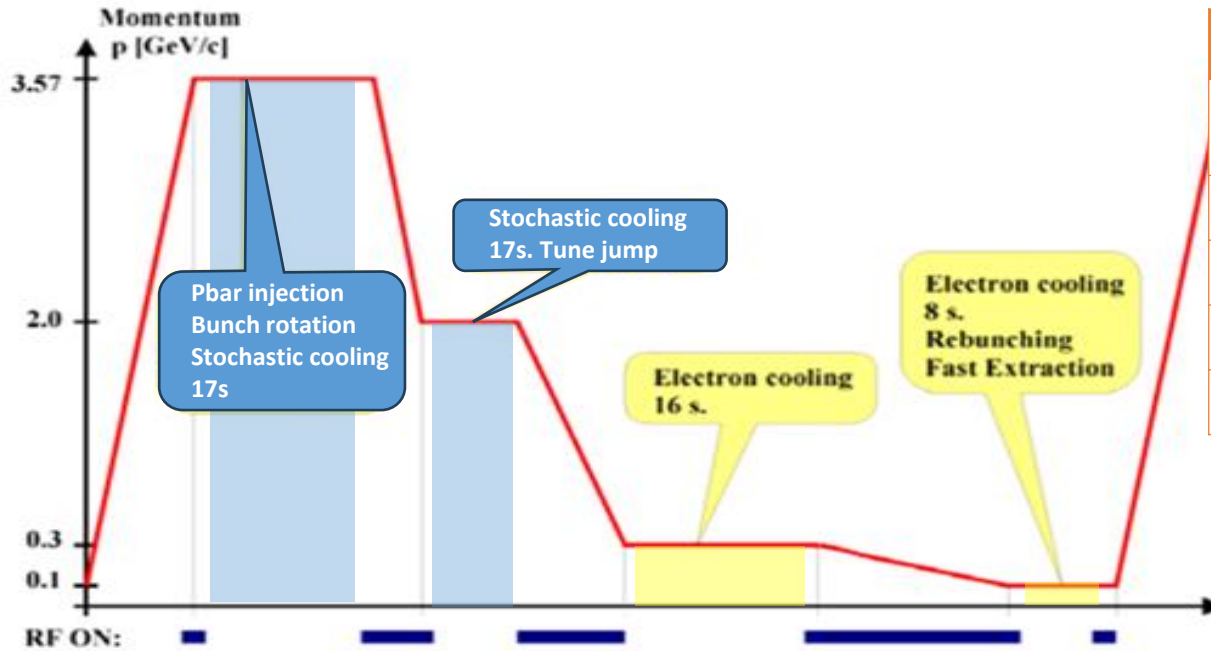 Momentum
p [GeV/c]
3.57
2.0
0.3
0.1
Pbar injection
Bunch rotation
Stochastic cooling
17s
Stochastic cooling
17s. Tune jump
Electron cooling
16 s.
Electron cooling
8 s.
Rebunching
Fast Extraction
RF ON: